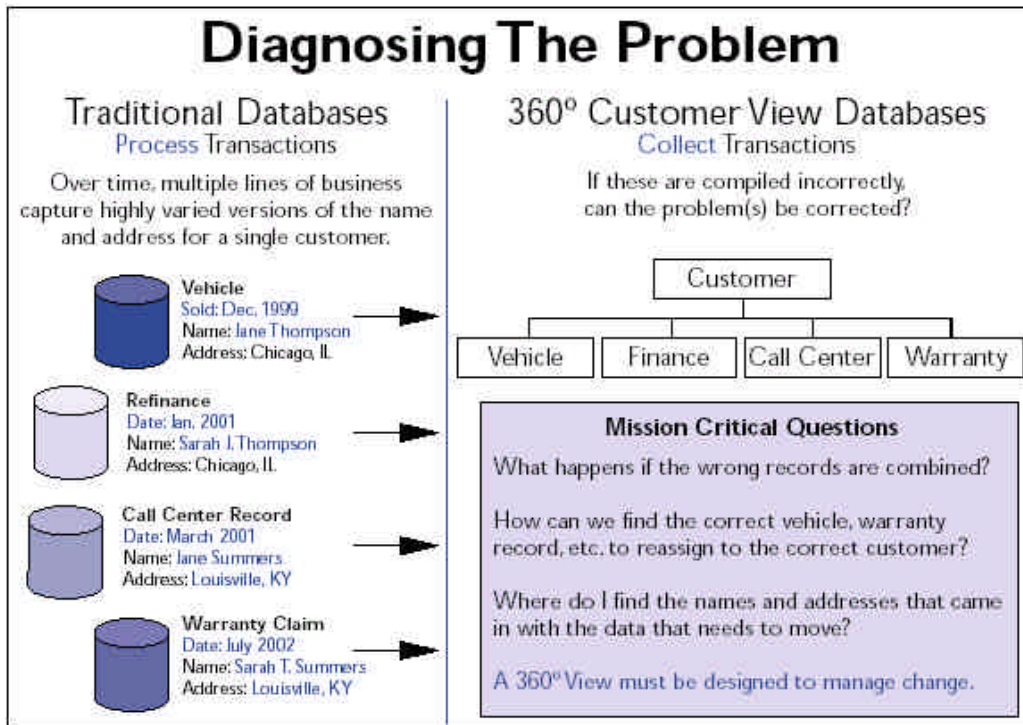 Diagnosing The Problem
Traditional Databases
Process Transactions
Over time, multiple lines of business
capture highly varied versions of the name
and address for a single customer.
Vehicle
Sold: Dec. 1999
Name: Jane Thompson
Address: Chicago, IL
Refinance
Date: Jan. 2001
Name: Sarah J. Thompson
Address: Chicago, IL
Call Center Record
Date: March 2001
Name: Jane Summers
Address: Louisville, KY
Warranty Claim
Date: July 2002
Name: Sarah T. Summers
Address: Louisville, KY
360º Customer View Databases
Collect Transactions
If these are compiled incorrectly,
can the problem(s) be corrected?
Customer
Vehicle
Finance
Call Center
Warranty
Mission Critical Questions
What happens if the wrong records are combined?
How can we find the correct vehicle, warranty
record, etc. to reassign to the correct customer?
Where do I find the names and addresses that came
in with the data that needs to move?
A 360º View must be designed to manage change.